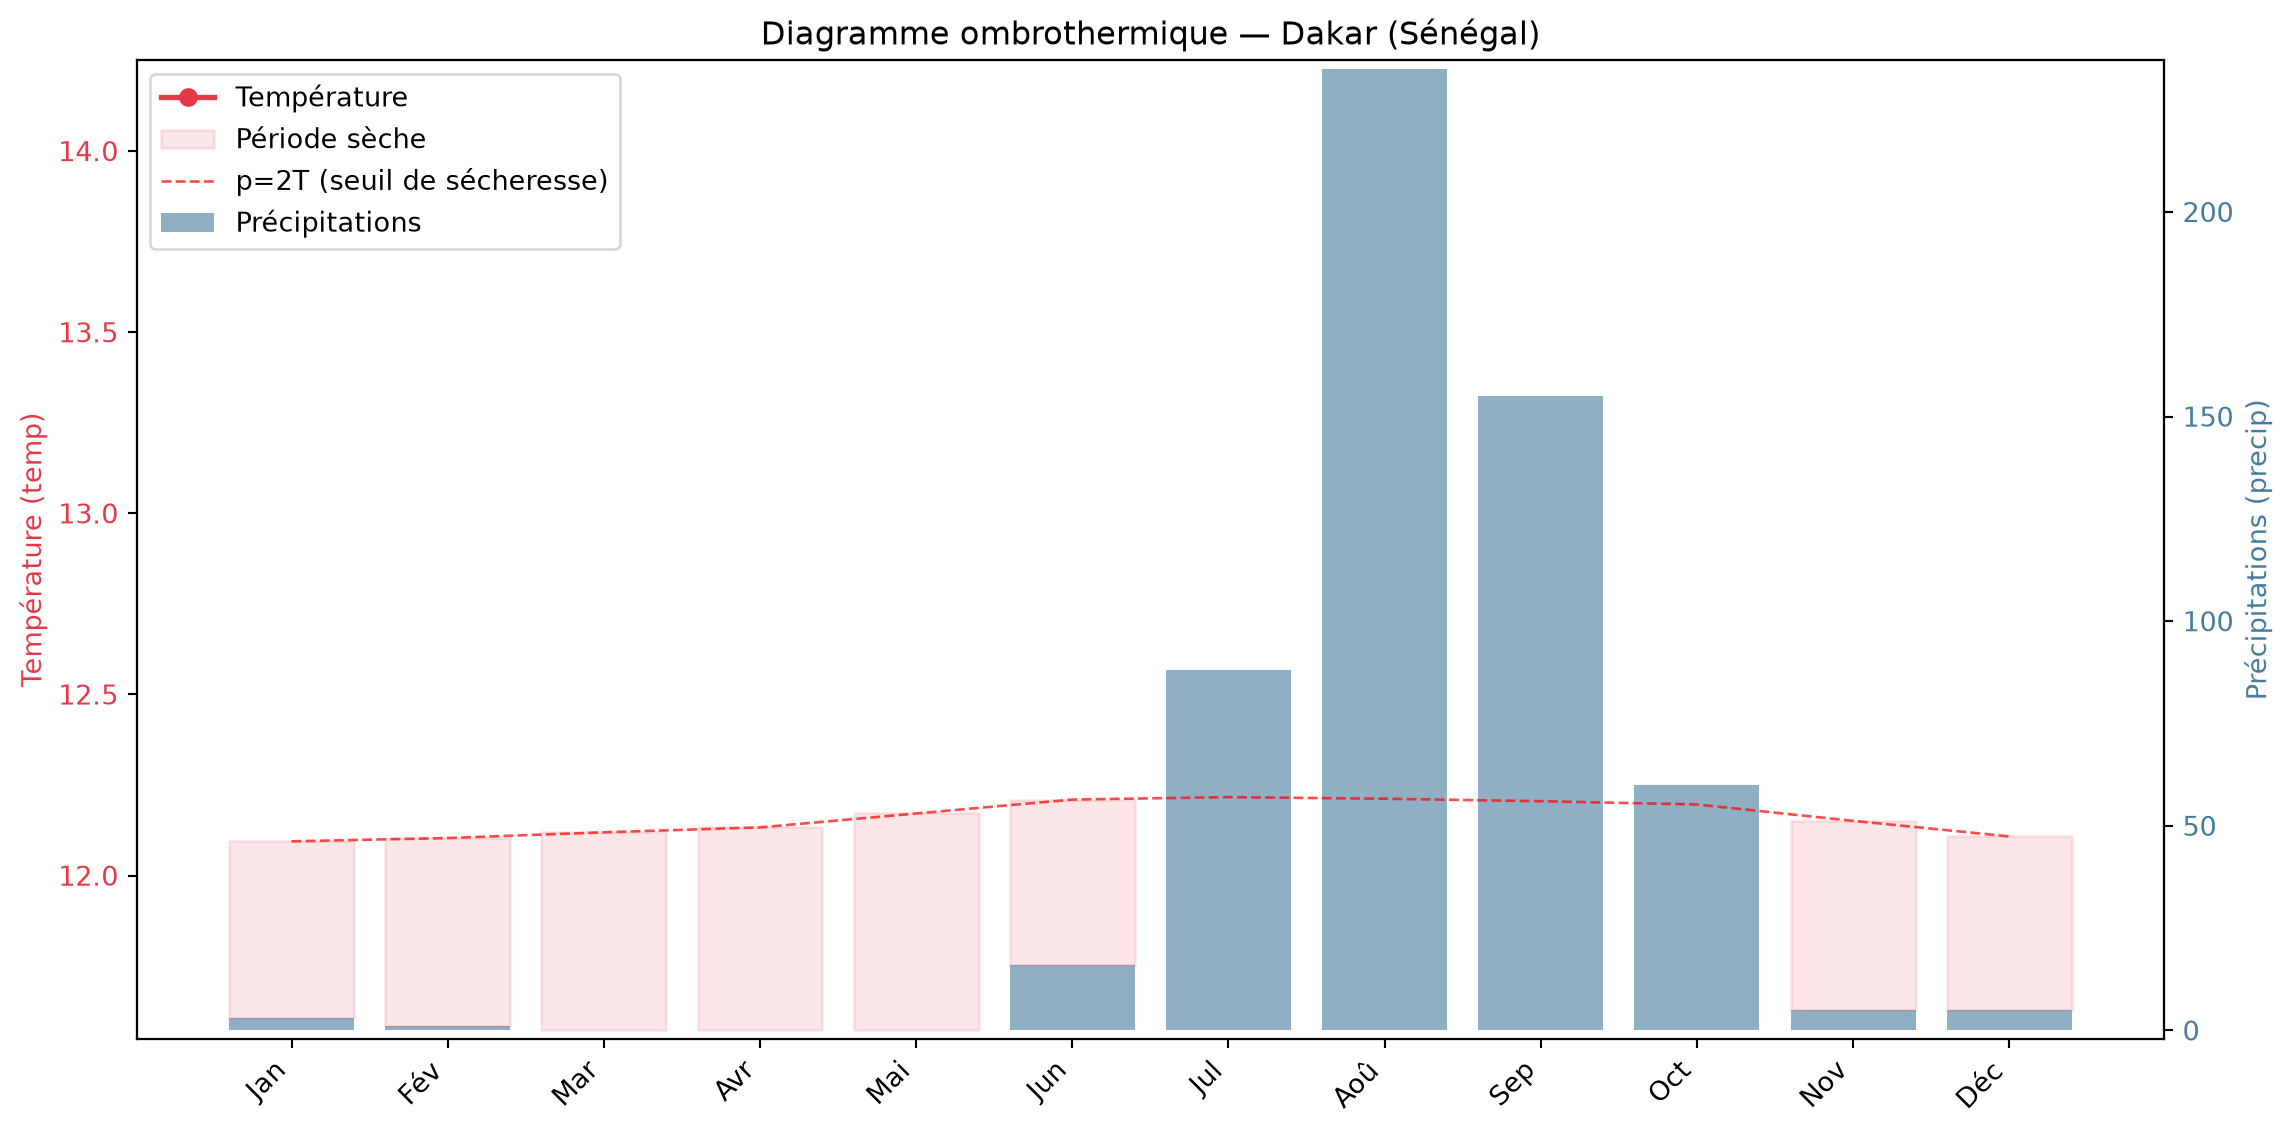 Diagramme ombrothermique — Dakar (Sénégal)
Température
Période sèche
p=2T (seuil de sécheresse)
Précipitations
14.0
13.5
13.0
12.5
12.0
Température (temp)
200
150
100
50
0
Précipitations (precip)
Jan
Fév
Mar
Avr
Mai
Jun
Jul
Aoû
Sep
Oct
Nov
Déc